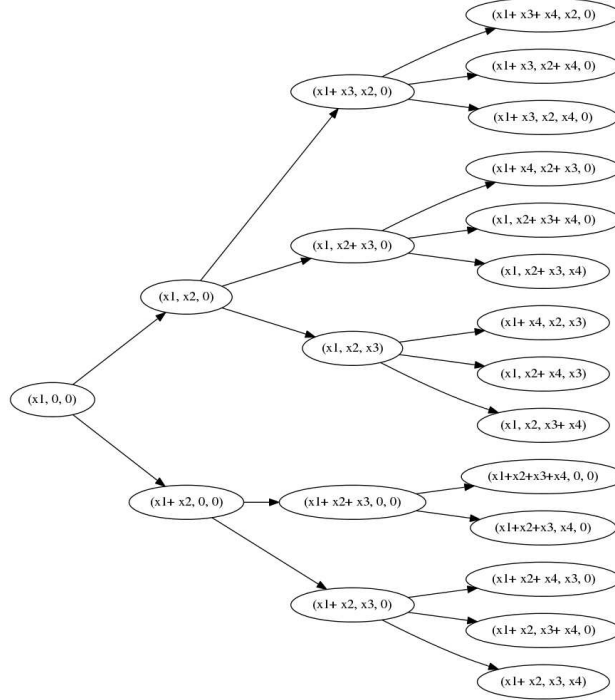 (x1+ x3+ x4, x2, 0)
(x1+ x3, x2+ x4, 0)
(x1+ x3, x2, 0)
(x1+ x3, x2, x4, 0)
(x1+ x4, x2+ x3, 0)
(x1, x2+ x3+ x4, 0)
(x1, x2+ x3, 0)
(x1, x2+ x3, x4)
(x1, x2, 0)
(x1+ x4, x2, x3)
(x1, x2, x3)
(x1, x2+ x4, x3)
(x1, 0, 0)
(x1, x2, x3+ x4)
(x1+x2+x3+x4, 0, 0)
(x1+ x2, 0, 0)
(x1+ x2+ x3, 0, 0)
(x1+x2+x3, x4, 0)
(x1+ x2+ x4, x3, 0)
(x1+ x2, x3, 0)
(x1+ x2, x3+ x4, 0)
(x1+ x2, x3, x4)